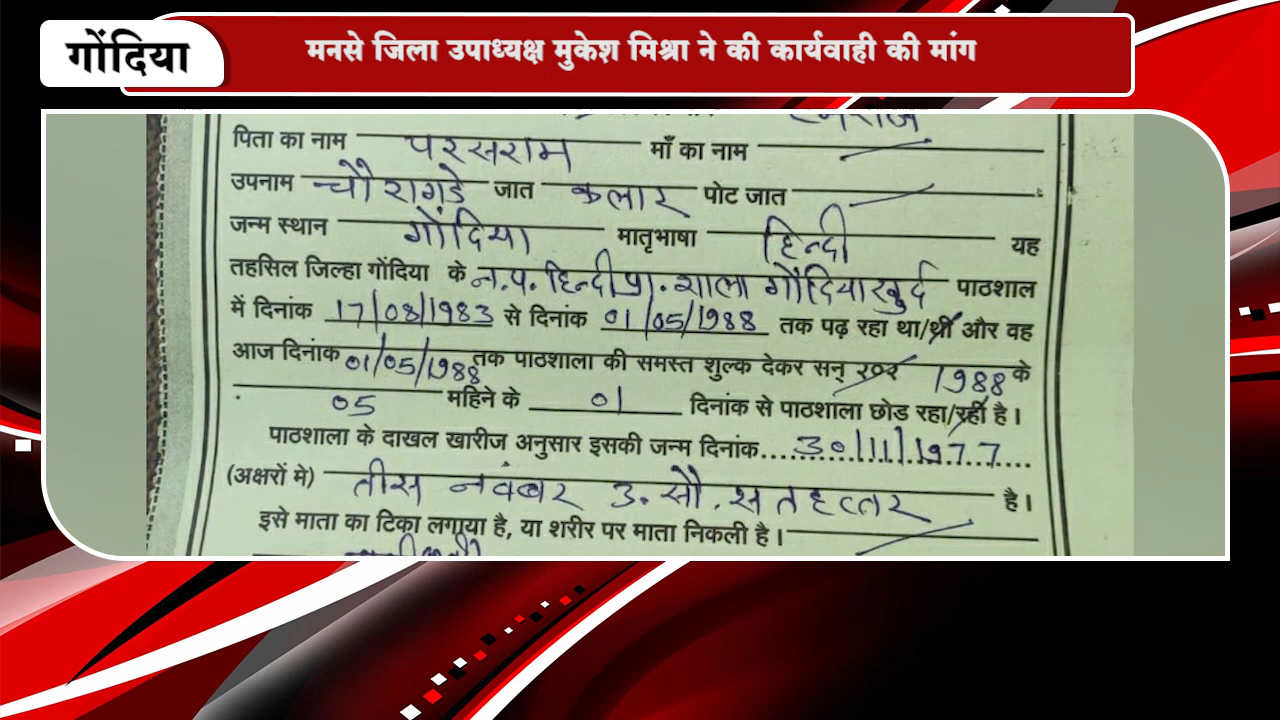 गोंदिया
मनसे जिला उपाध्यक्ष मुकेश मिश्रा ने की कार्यवाही की मांग
पिता का नाम परसराम माँ का नाम
उपनाम चौरागडे जात कलार पोट जात
जन्म स्थान गोंदिया मातृभाषा हिन्दी यह
तहसिल जिल्हा गोंदिया के न.प. हिन्दी प्रा. शाला गोंदियाखुर्द पाठशाल
में दिनांक 17/08/1983 से दिनांक 01/05/1988 तक पढ़ रहा था/थी और वह
आज दिनांक 01/05/1988 तक पाठशाला की समस्त शुल्क देकर सन् २०१ 1988 के
05 महिने के 01 दिनांक से पाठशाला छोड रहा/रही है।
पाठशाला के दाखल खारीज अनुसार इसकी जन्म दिनांक.... 30/11/1977
(अक्षरों मे) तीस नवंबर उ. सौ. सतहत्तर है।
इसे माता का टिका लगाया है, या शरीर पर माता निकली है।